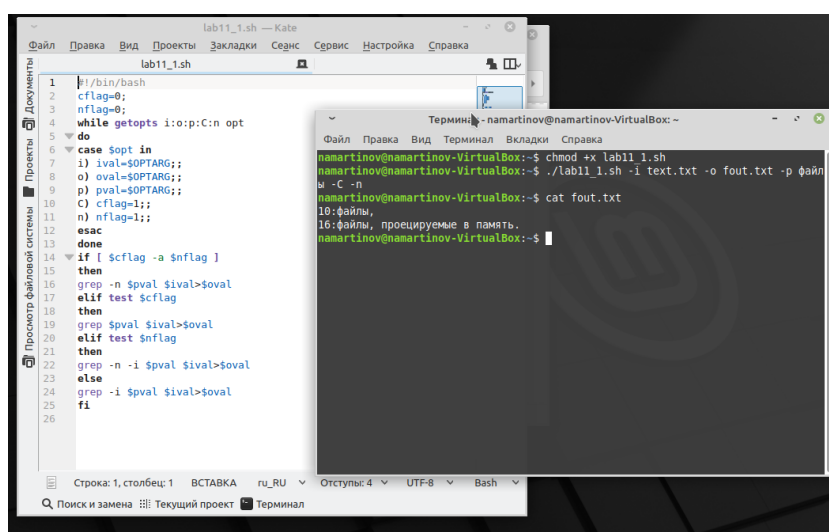 lab11_1.sh — Kate
Файл Правка Вид Проекты Закладки Сеанс Сервис Настройка Справка
lab11_1.sh
Документы
Проекты
Просмотр файловой системы
1 #!/bin/bash
2 cflag=0;
3 nflag=0;
4 while getopts i:o:p:C:n opt
5 do
6 case $opt in
7 i) ival=$OPTARG;;
8 o) oval=$OPTARG;;
9 p) pval=$OPTARG;;
10 C) cflag=1;;
11 n) nflag=1;;
12 esac
13 done
14 if [ $cflag -a $nflag ]
15 then
16 grep -n $pval $ival>$oval
17 elif test $cflag
18 then
19 grep $pval $ival>$oval
20 elif test $nflag
21 then
22 grep -n -i $pval $ival>$oval
23 else
24 grep -i $pval $ival>$oval
25 fi
26
Строка: 1, столбец: 1 ВСТАВКА ru_RU Отступы: 4 UTF-8 Bash
Поиск и замена Текущий проект Терминал
Терминал - namartinov@namartinov-VirtualBox: ~
Файл Правка Вид Терминал Вкладки Справка
namartinov@namartinov-VirtualBox:~$ chmod +x lab11_1.sh
namartinov@namartinov-VirtualBox:~$ ./lab11_1.sh -i text.txt -o fout.txt -p файл
ы -C -n
namartinov@namartinov-VirtualBox:~$ cat fout.txt
10:файлы,
16:файлы, проецируемые в память.
namartinov@namartinov-VirtualBox:~$